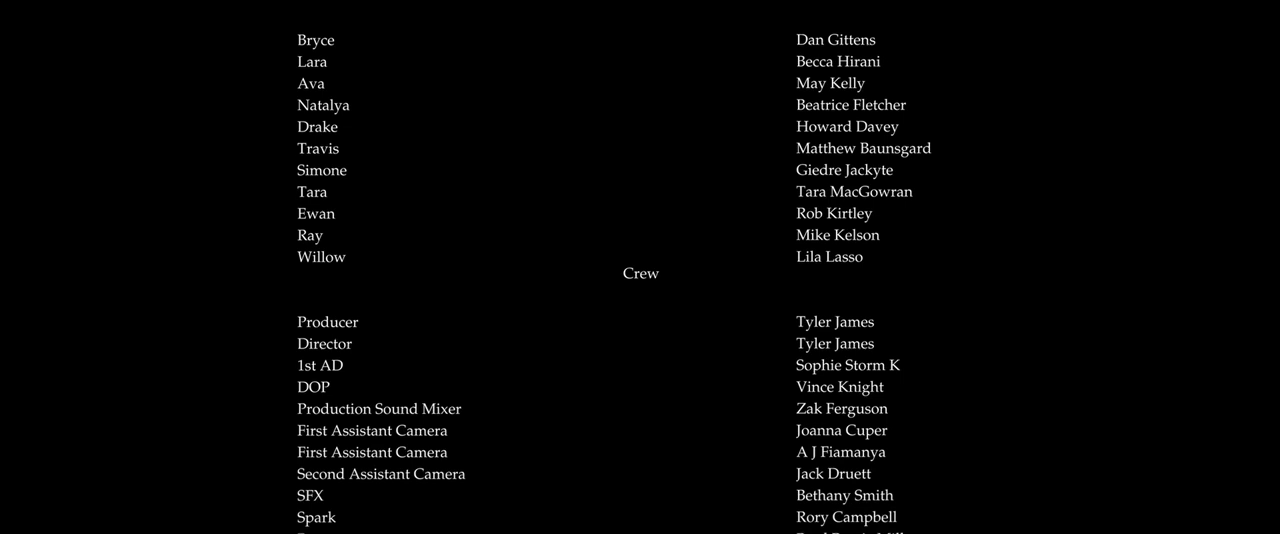 Bryce Dan Gittens
Lara Becca Hirani
Ava May Kelly
Natalya Beatrice Fletcher
Drake Howard Davey
Travis Matthew Baunsgard
Simone Giedre Jackyte
Tara Tara MacGowran
Ewan Rob Kirtley
Ray Mike Kelson
Willow Lila Lasso
Crew
Producer Tyler James
Director Tyler James
1st AD Sophie Storm K
DOP Vince Knight
Production Sound Mixer Zak Ferguson
First Assistant Camera Joanna Cuper
First Assistant Camera A J Fiamanya
Second Assistant Camera Jack Druett
SFX Bethany Smith
Spark Rory Campbell